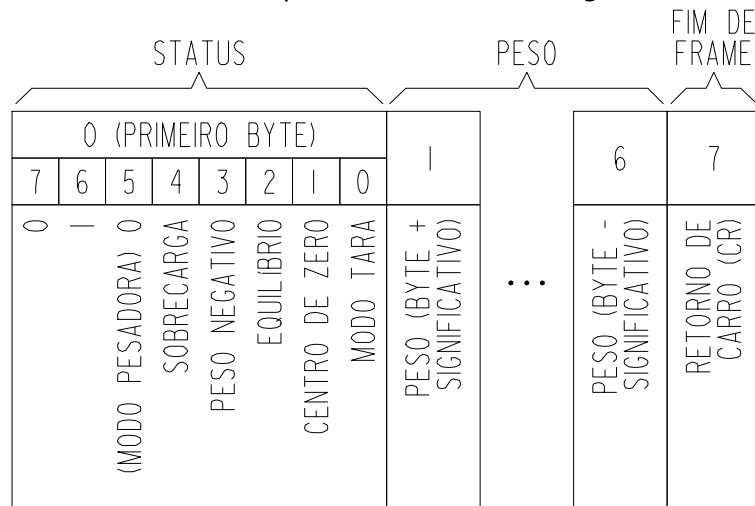 STATUS
PESO
FIM DE
FRAME
0 (PRIMEIRO BYTE)
7 6 5 4 3 2 1 0
1
...
6
7
0
1
(MODO PESADORA) 0
SOBRECARGA
PESO NEGATIVO
EQUILÍBRIO
CENTRO DE ZERO
MODO TARA
PESO (BYTE +
SIGNIFICATIVO)
PESO (BYTE -
SIGNIFICATIVO)
RETORNO DE
CARRO (CR)